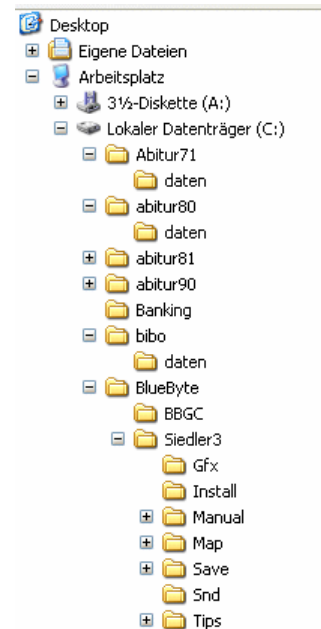 Desktop
Eigene Dateien
Arbeitsplatz
3½-Diskette (A:)
Lokaler Datenträger (C:)
Abitur71
daten
abitur80
daten
abitur81
abitur90
Banking
bibo
daten
BlueByte
BBGC
Siedler3
Gfx
Install
Manual
Map
Save
Snd
Tips